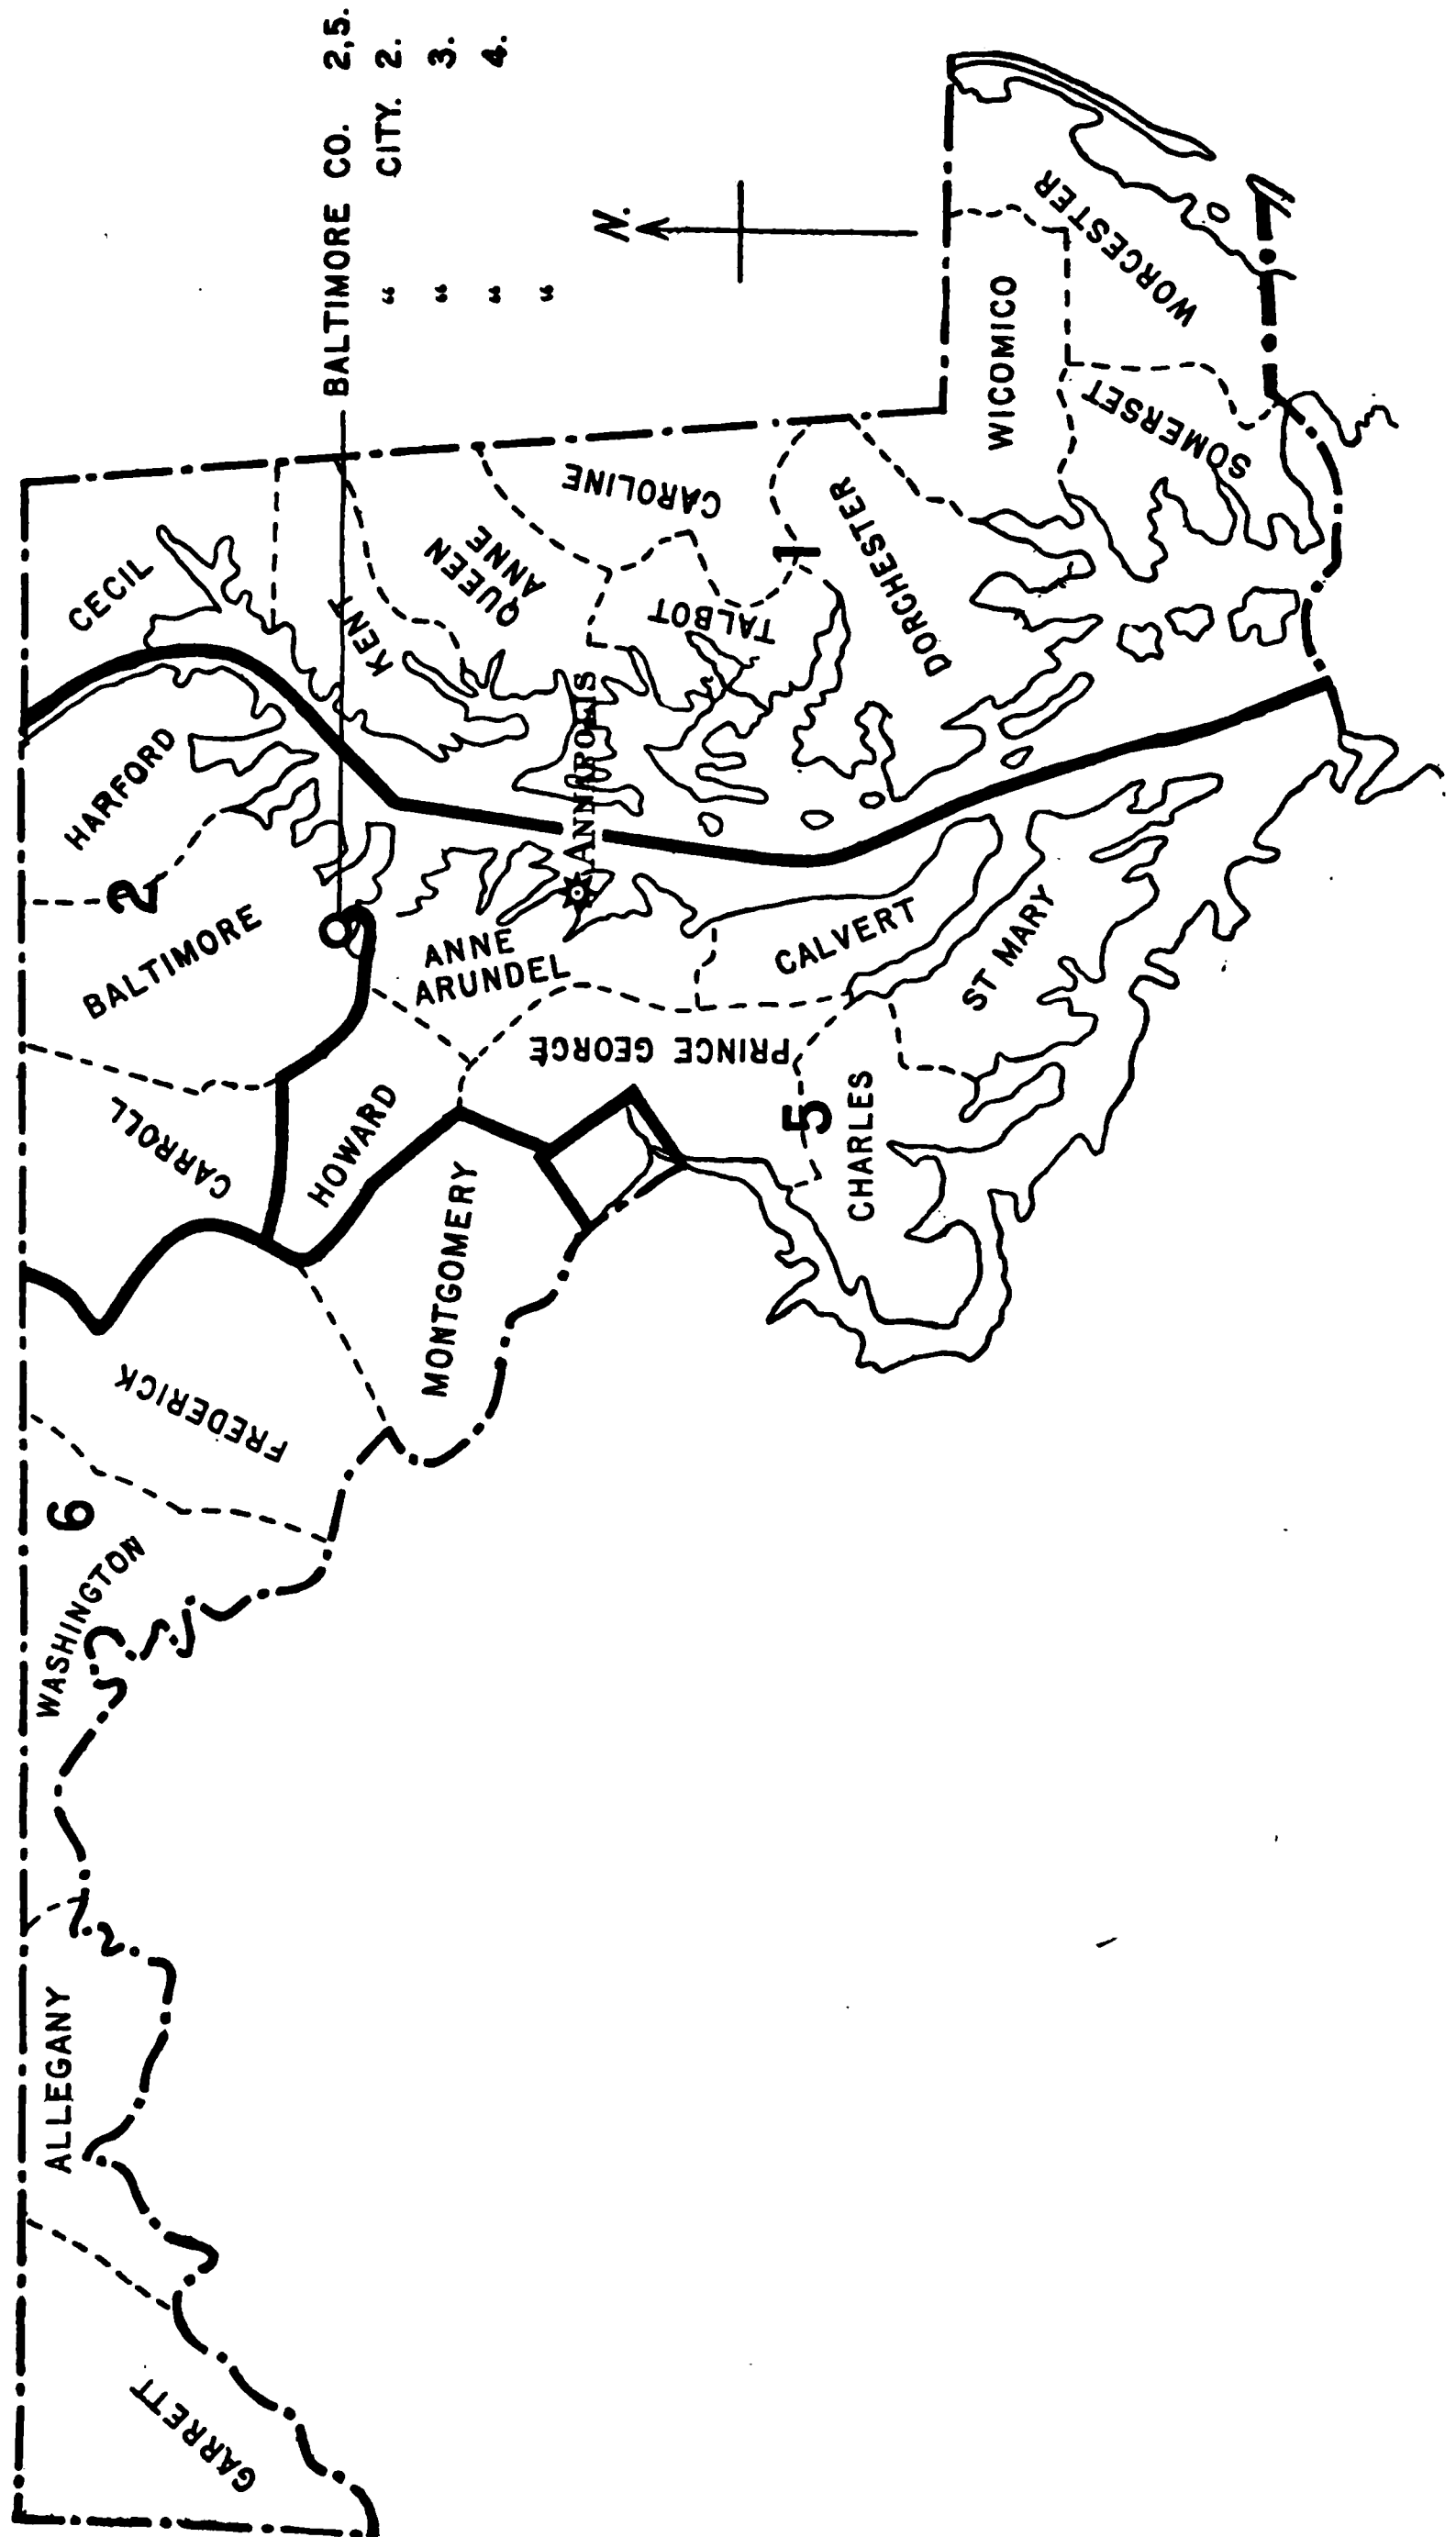 BALTIMORE CO. 2,5.
" CITY. 2.
" 3.
" 4.
"
N.
GARRETT
ALLEGANY
WASHINGTON
6
FREDERICK
CARROLL
BALTIMORE
2
HARFORD
CECIL
HOWARD
MONTGOMERY
ANNE
ARUNDEL
KENT
QUEEN
ANNE
ANNAPOLIS
PRINCE GEORGE
CAROLINE
TALBOT
1
5
CHARLES
CALVERT
ST MARY
DORCHESTER
WICOMICO
WORCESTER
SOMERSET